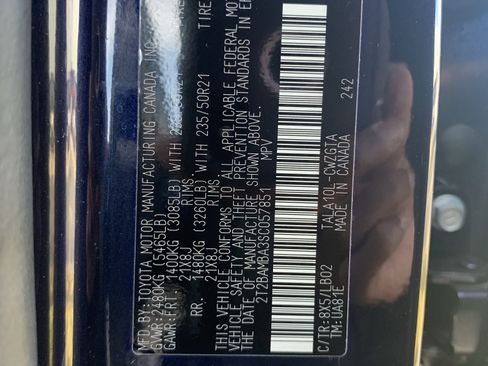 MFD.BY:TOYOTA MOTOR MANUFACTURING CANADA INC.
GVWR:2480KG (5465LB)
GAWR:FRT. 1400KG (3085LB) WITH 235/50R21
21X8J RIMS,
RR. 1480KG (3260LB) WITH 235/50R21 TIRE
21X8J RIMS,
THIS VEHICLE CONFORMS TO ALL APPLICABLE FEDERAL MOT
VEHICLE SAFETY AND THEFT PREVENTION STANDARDS IN EF
THE DATE OF MANUFACTURE SHOWN ABOVE.
2T2BAMBA3SC057851 MPV
242
C/TR:8X5/LB02 TALA10L-CWZGTA
TM:UA81E MADE IN CANADA